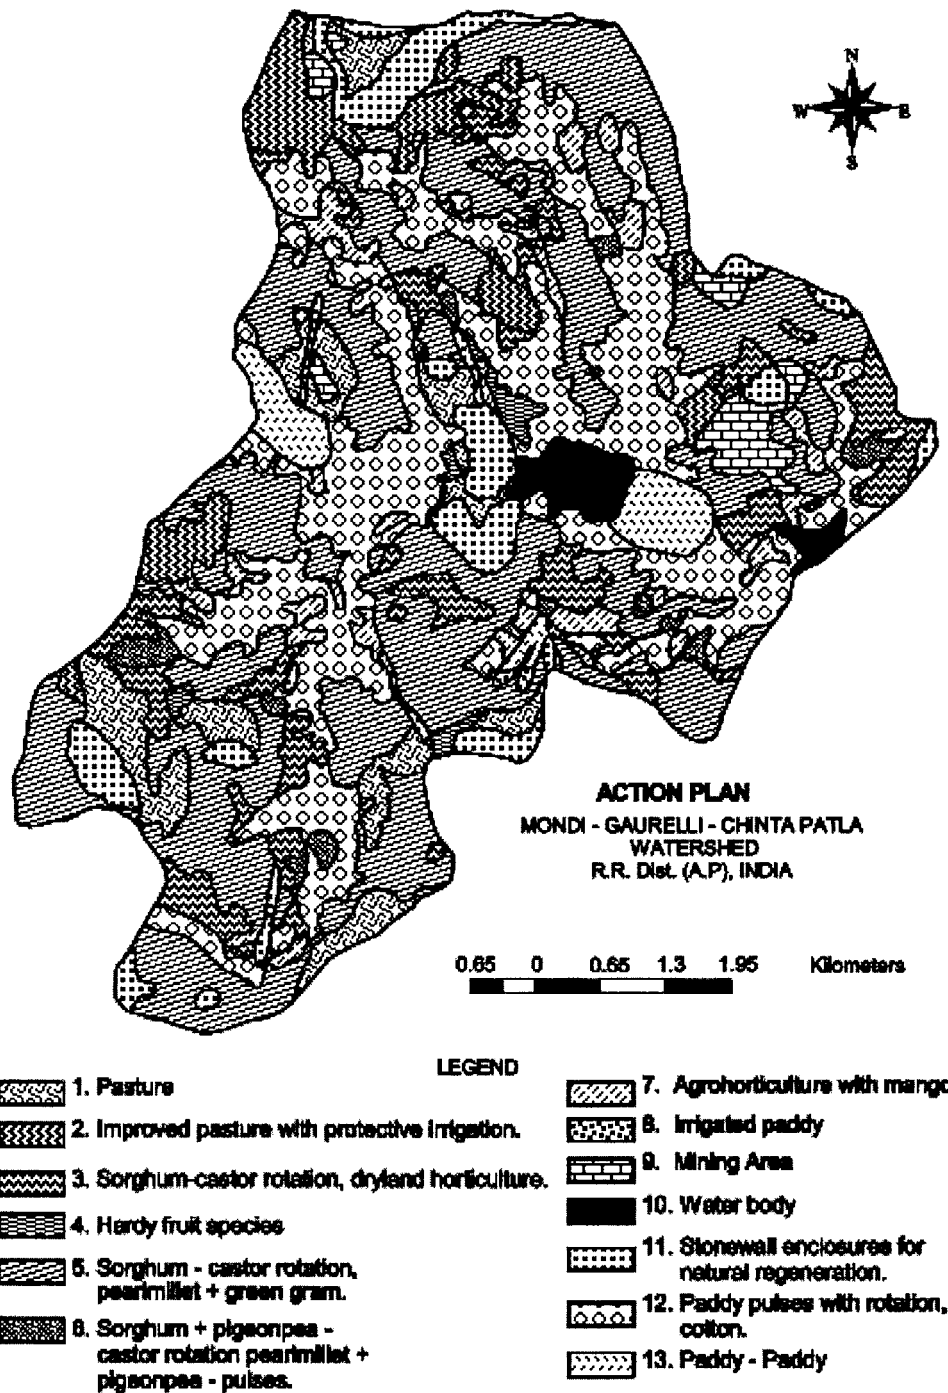 N
W E
S
ACTION PLAN
MONDI - GAURELLI - CHINTA PATLA
WATERSHED
R.R. Dist. (A.P), INDIA
0.65 0 0.65 1.3 1.95 Kilometers
LEGEND
1. Pasture
2. Improved pasture with protective irrigation.
3. Sorghum-castor rotation, dryland horticulture.
4. Hardy fruit species
5. Sorghum - castor rotation,
pearlmillet + green gram.
6. Sorghum + pigeonpea -
castor rotation pearlmillet +
pigeonpea - pulses.
7. Agrohorticulture with mango
8. Irrigated paddy
9. Mining Area
10. Water body
11. Stonewall enclosures for
natural regeneration.
12. Paddy pulses with rotation,
cotton.
13. Paddy - Paddy